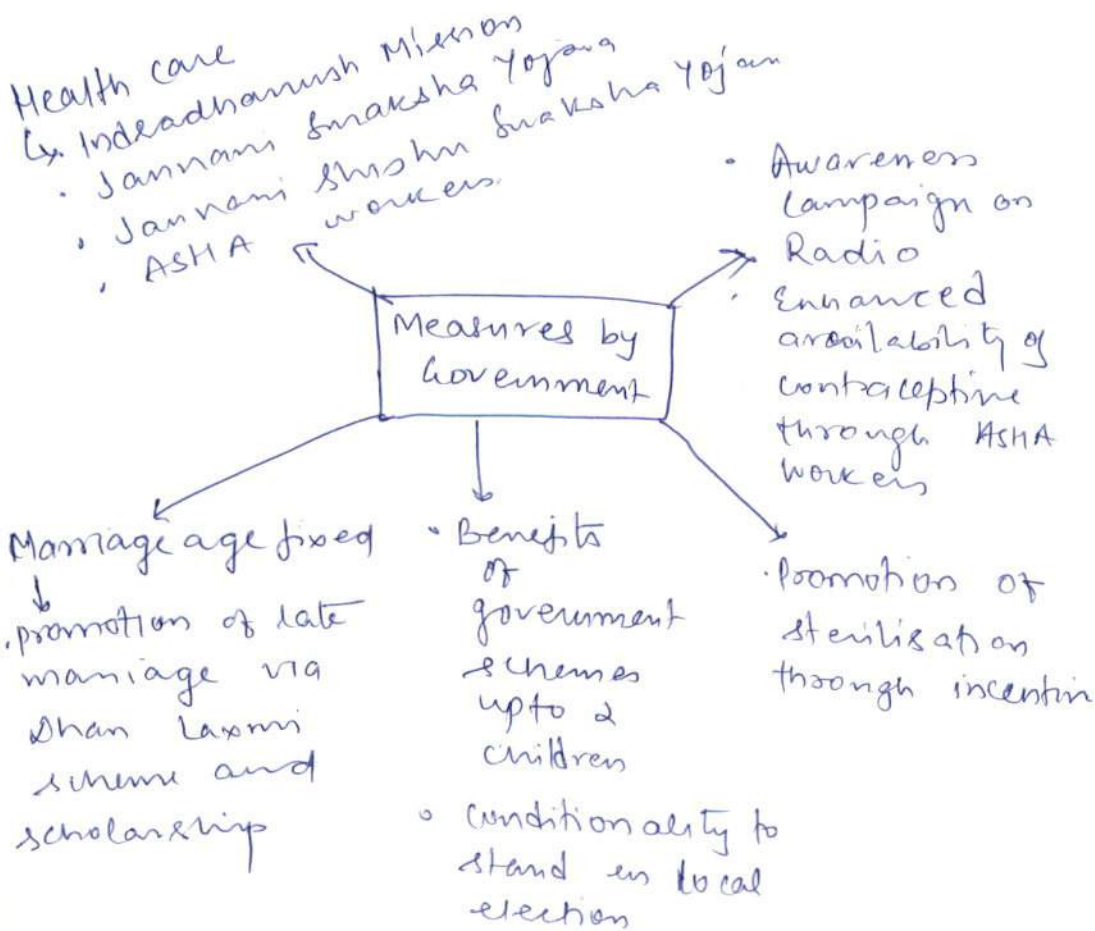 Health care
↳ Indradhanush Mission
· Jannani Suraksha Yojana
· Jannani Shishu Suraksha Yojan
· ASHA workers.
· Awareness
Campaign on
Radio
· Enhanced
availability of
contraceptive
through ASHA
workers
Measures by
Government
Marriage age fixed
· promotion of late
marriage via
Dhan Laxmi
scheme and
scholarship
· Benefits
of
government
schemes
upto 2
children
· Conditionality to
stand in local
election
· Promotion of
sterilisation
through incentiv